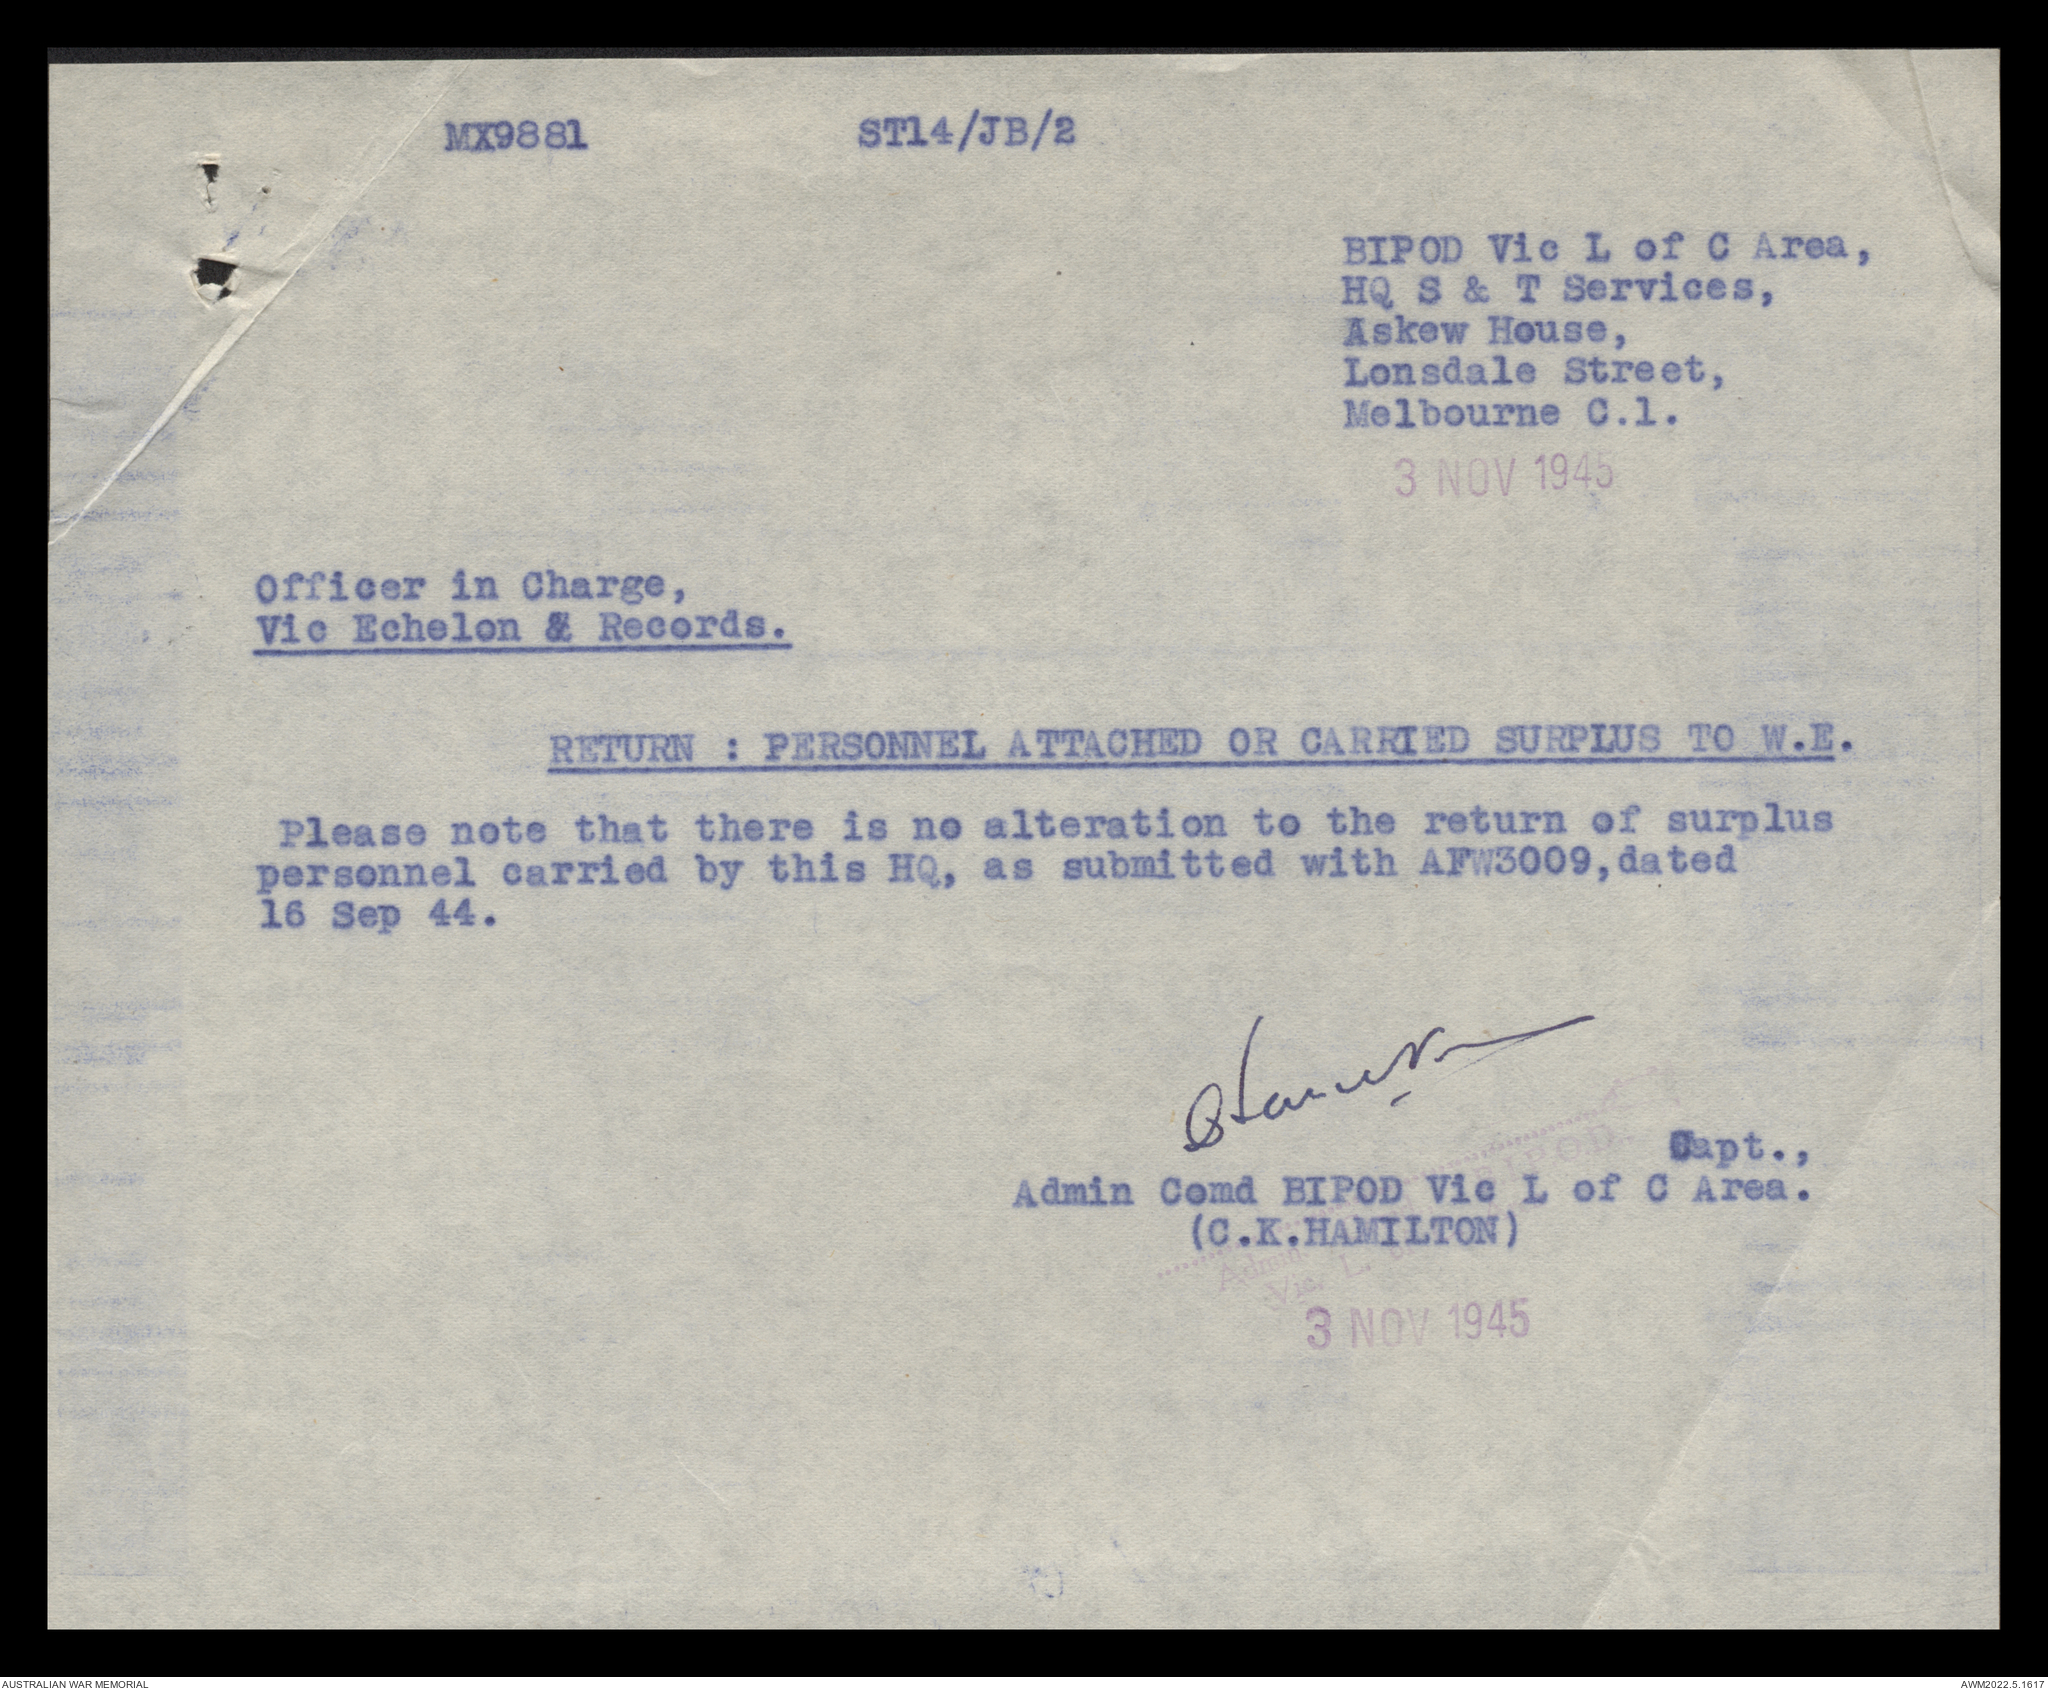 MX9881 ST14/JB/2
BIPOD Vic L of C Area,
HQ S & T Services,
Askew House,
Lonsdale Street,
Melbourne C.1.
3 NOV 1945
Officer in Charge,
Vic Echelon & Records.
RETURN : PERSONNEL ATTACHED OR CARRIED SURPLUS TO W.E.
Please note that there is no alteration to the return of surplus
personnel carried by this HQ, as submitted with AFW3009,dated
16 Sep 44.
Capt.,
Admin Comd BIPOD Vic L of C Area.
(C.K.HAMILTON)
Admin
Vic. L.
3 NOV 1945
AUSTRALIAN WAR MEMORIAL AWM2022.5.1617